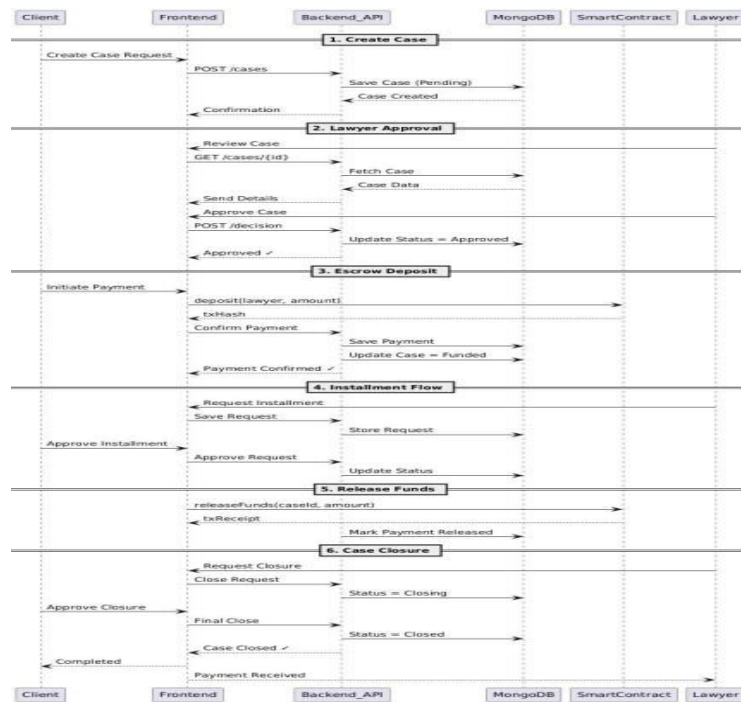 Client Frontend Backend_API MongoDB SmartContract Lawyer
1. Create Case
Create Case Request
POST /cases
Save Case (Pending)
Case Created
Confirmation
2. Lawyer Approval
Review Case
GET /cases/{id}
Fetch Case
Case Data
Send Details
Approve Case
POST /decision
Update Status = Approved
Approved ✓
3. Escrow Deposit
Initiate Payment
deposit(lawyer, amount)
txHash
Confirm Payment
Save Payment
Update Case = Funded
Payment Confirmed ✓
4. Installment Flow
Request Installment
Save Request
Store Request
Approve Installment
Approve Request
Update Status
5. Release Funds
releaseFunds(caseId, amount)
txReceipt
Mark Payment Released
6. Case Closure
Request Closure
Close Request
Status = Closing
Approve Closure
Final Close
Status = Closed
Case Closed ✓
Completed
Payment Received
Client Frontend Backend_API MongoDB SmartContract Lawyer